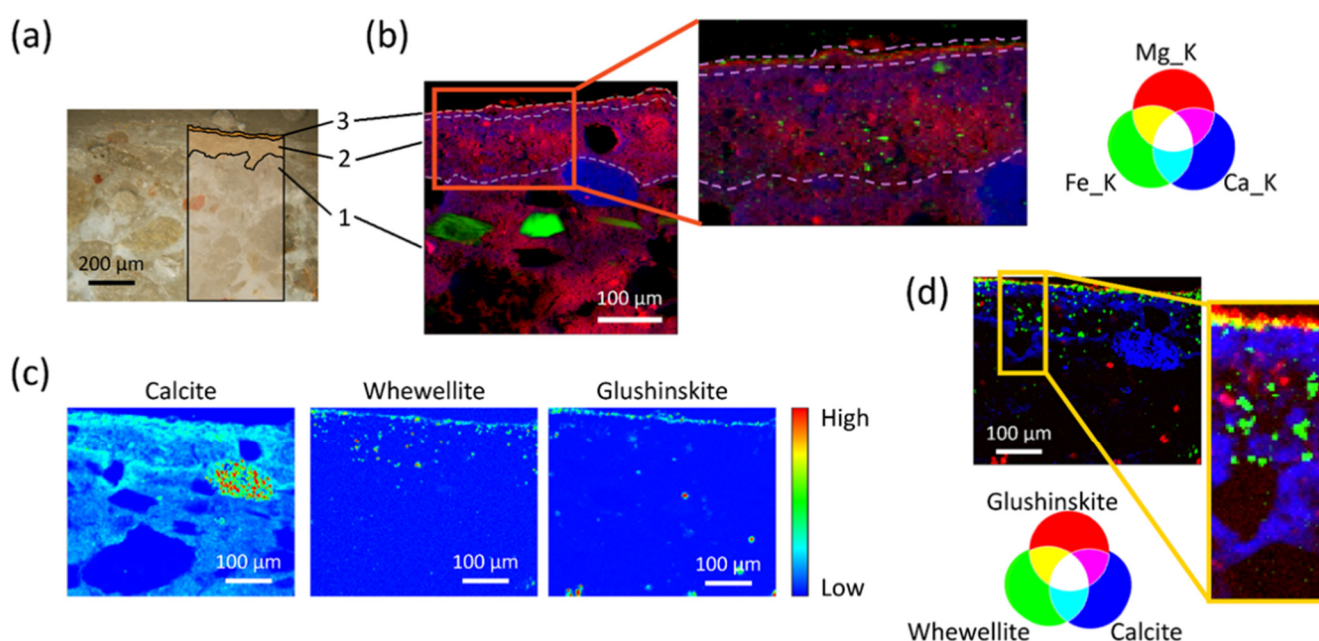 (a)
200 µm
(b)
3
2
1
100 µm
Mg_K
Fe_K
Ca_K
(c)
Calcite
100 µm
Whewellite
100 µm
Glushinskite
100 µm
High
Low
(d)
100 µm
Glushinskite
Whewellite
Calcite